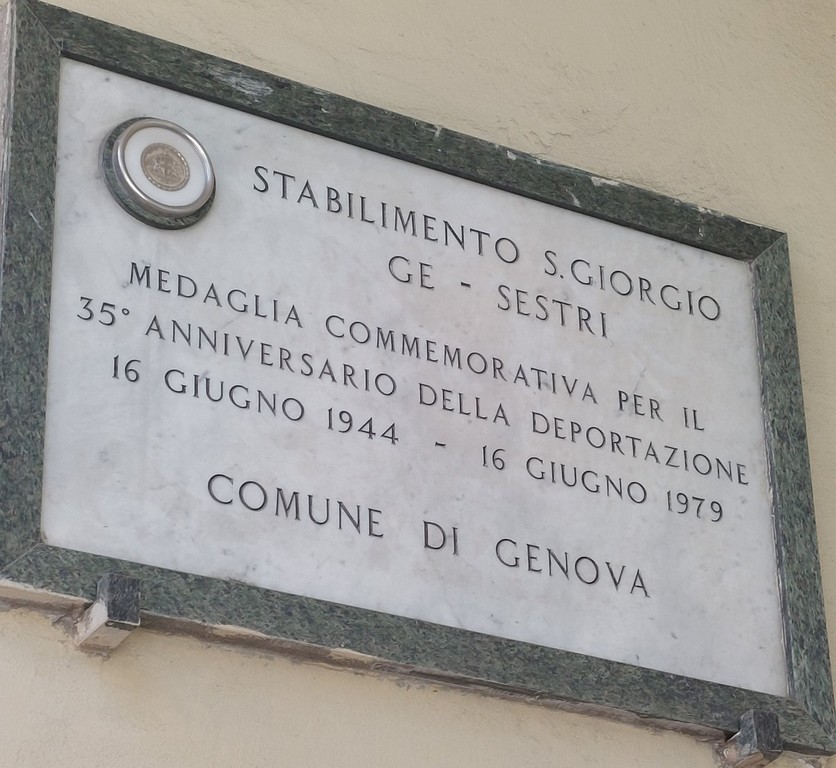 STABILIMENTO S.GIORGIO
GE - SESTRI
MEDAGLIA COMMEMORATIVA PER IL
35° ANNIVERSARIO DELLA DEPORTAZIONE
16 GIUGNO 1944 - 16 GIUGNO 1979
COMUNE DI GENOVA